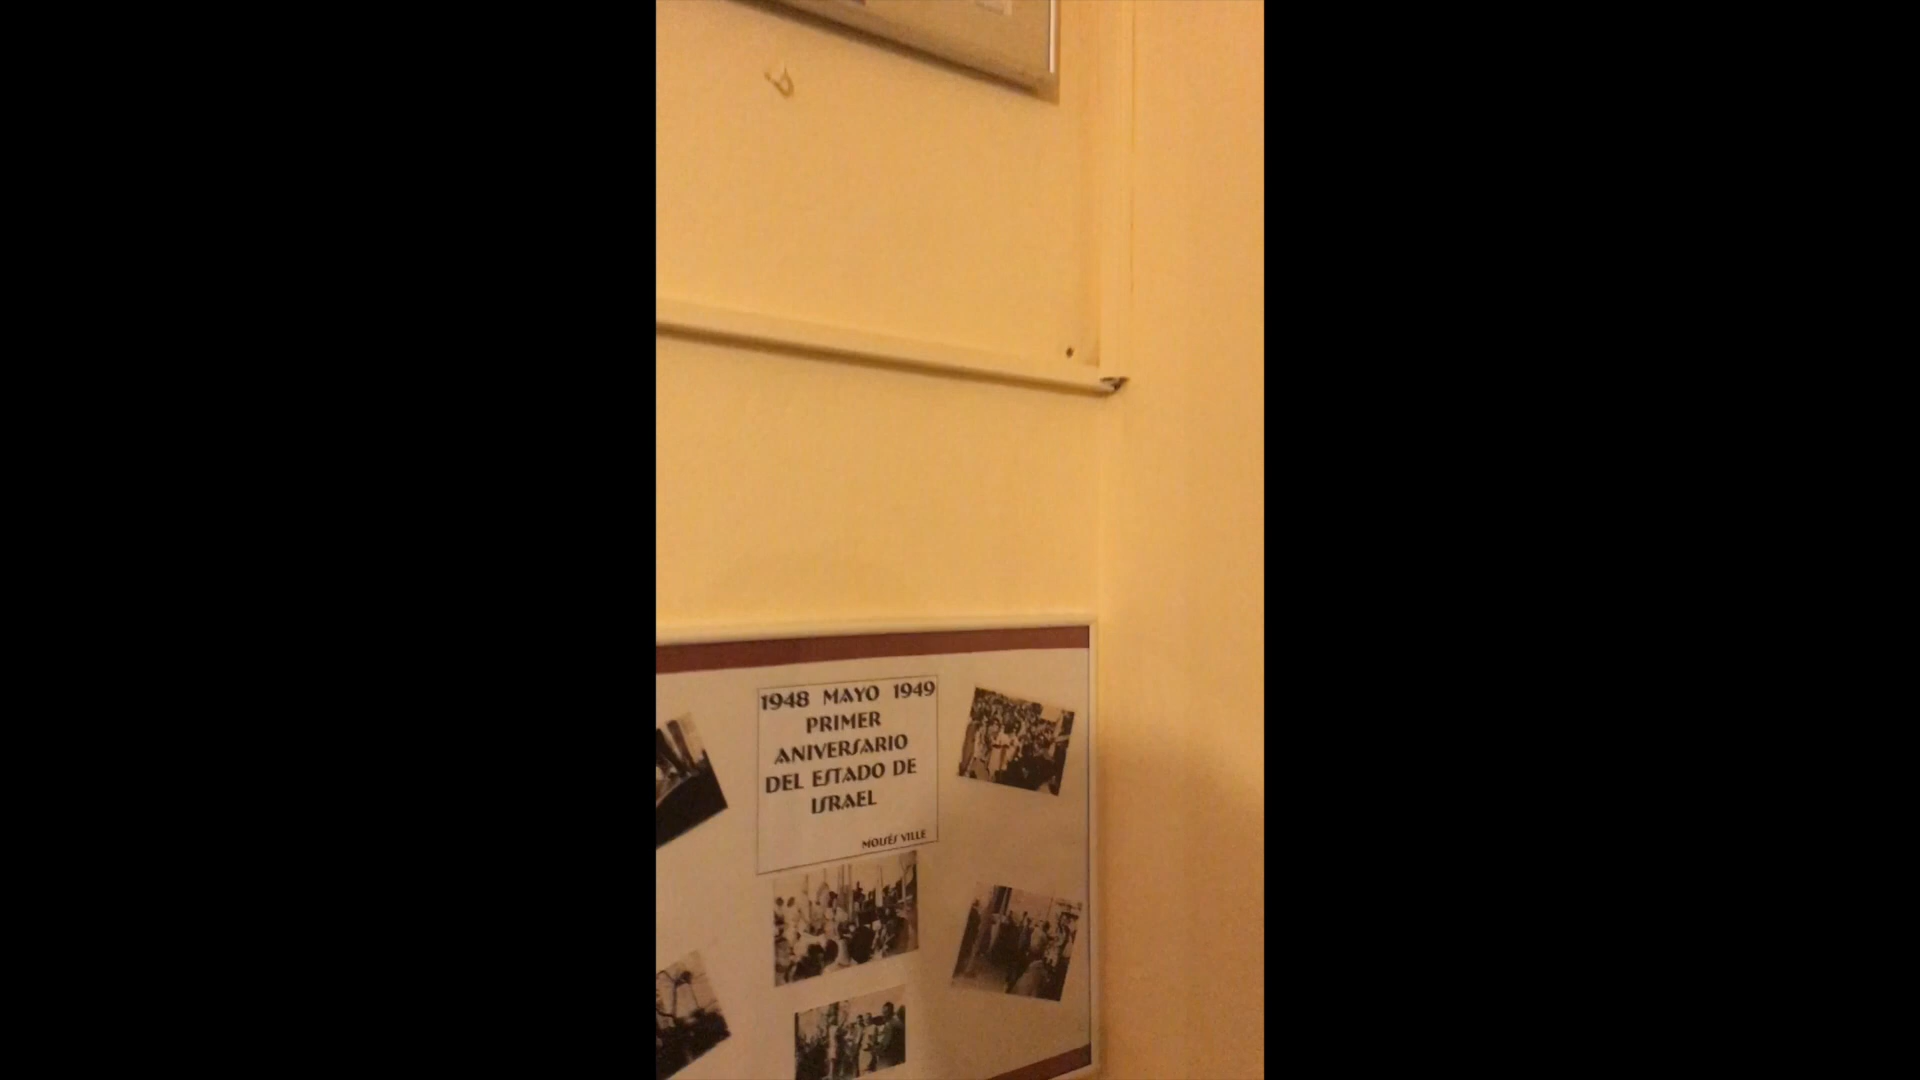 1948 MAYO 1949
PRIMER
ANIVERSARIO
DEL ESTADO DE
ISRAEL
MOISÉS VILLE